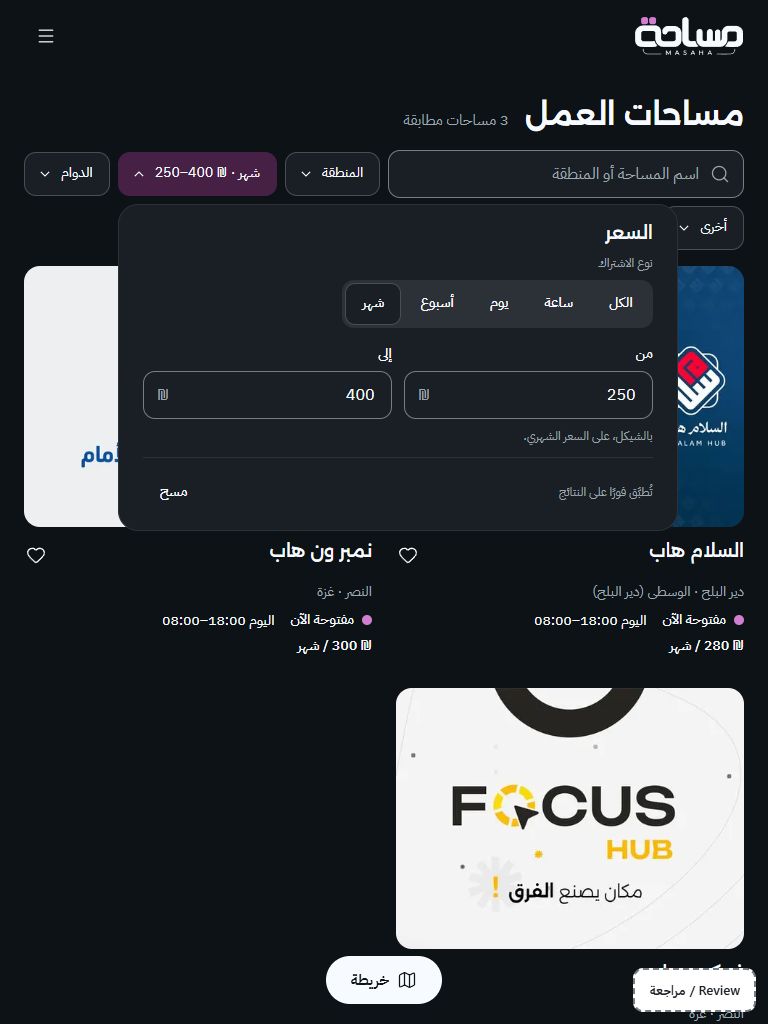 مساحة
MASAHA
مساحات العمل
3 مساحات مطابقة
اسم المساحة أو المنطقة
المنطقة
شهر · ₪ 250–400
الدوام
أخرى
السعر
نوع الاشتراك
الكل
ساعة
يوم
أسبوع
شهر
من
إلى
250 ₪
400 ₪
بالشيكل، على السعر الشهري.
تُطبَّق فورًا على النتائج
مسح
السلام
ALAM HUB
السلام هاب
دير البلح · الوسطى (دير البلح)
مفتوحة الآن
اليوم 08:00–18:00
₪ 280 / شهر
نمبر ون هاب
النصر · غزة
مفتوحة الآن
اليوم 08:00–18:00
₪ 300 / شهر
FOCUS
HUB
مكان يصنع الفرق !
خريطة
Review / مراجعة
النصر · غزة